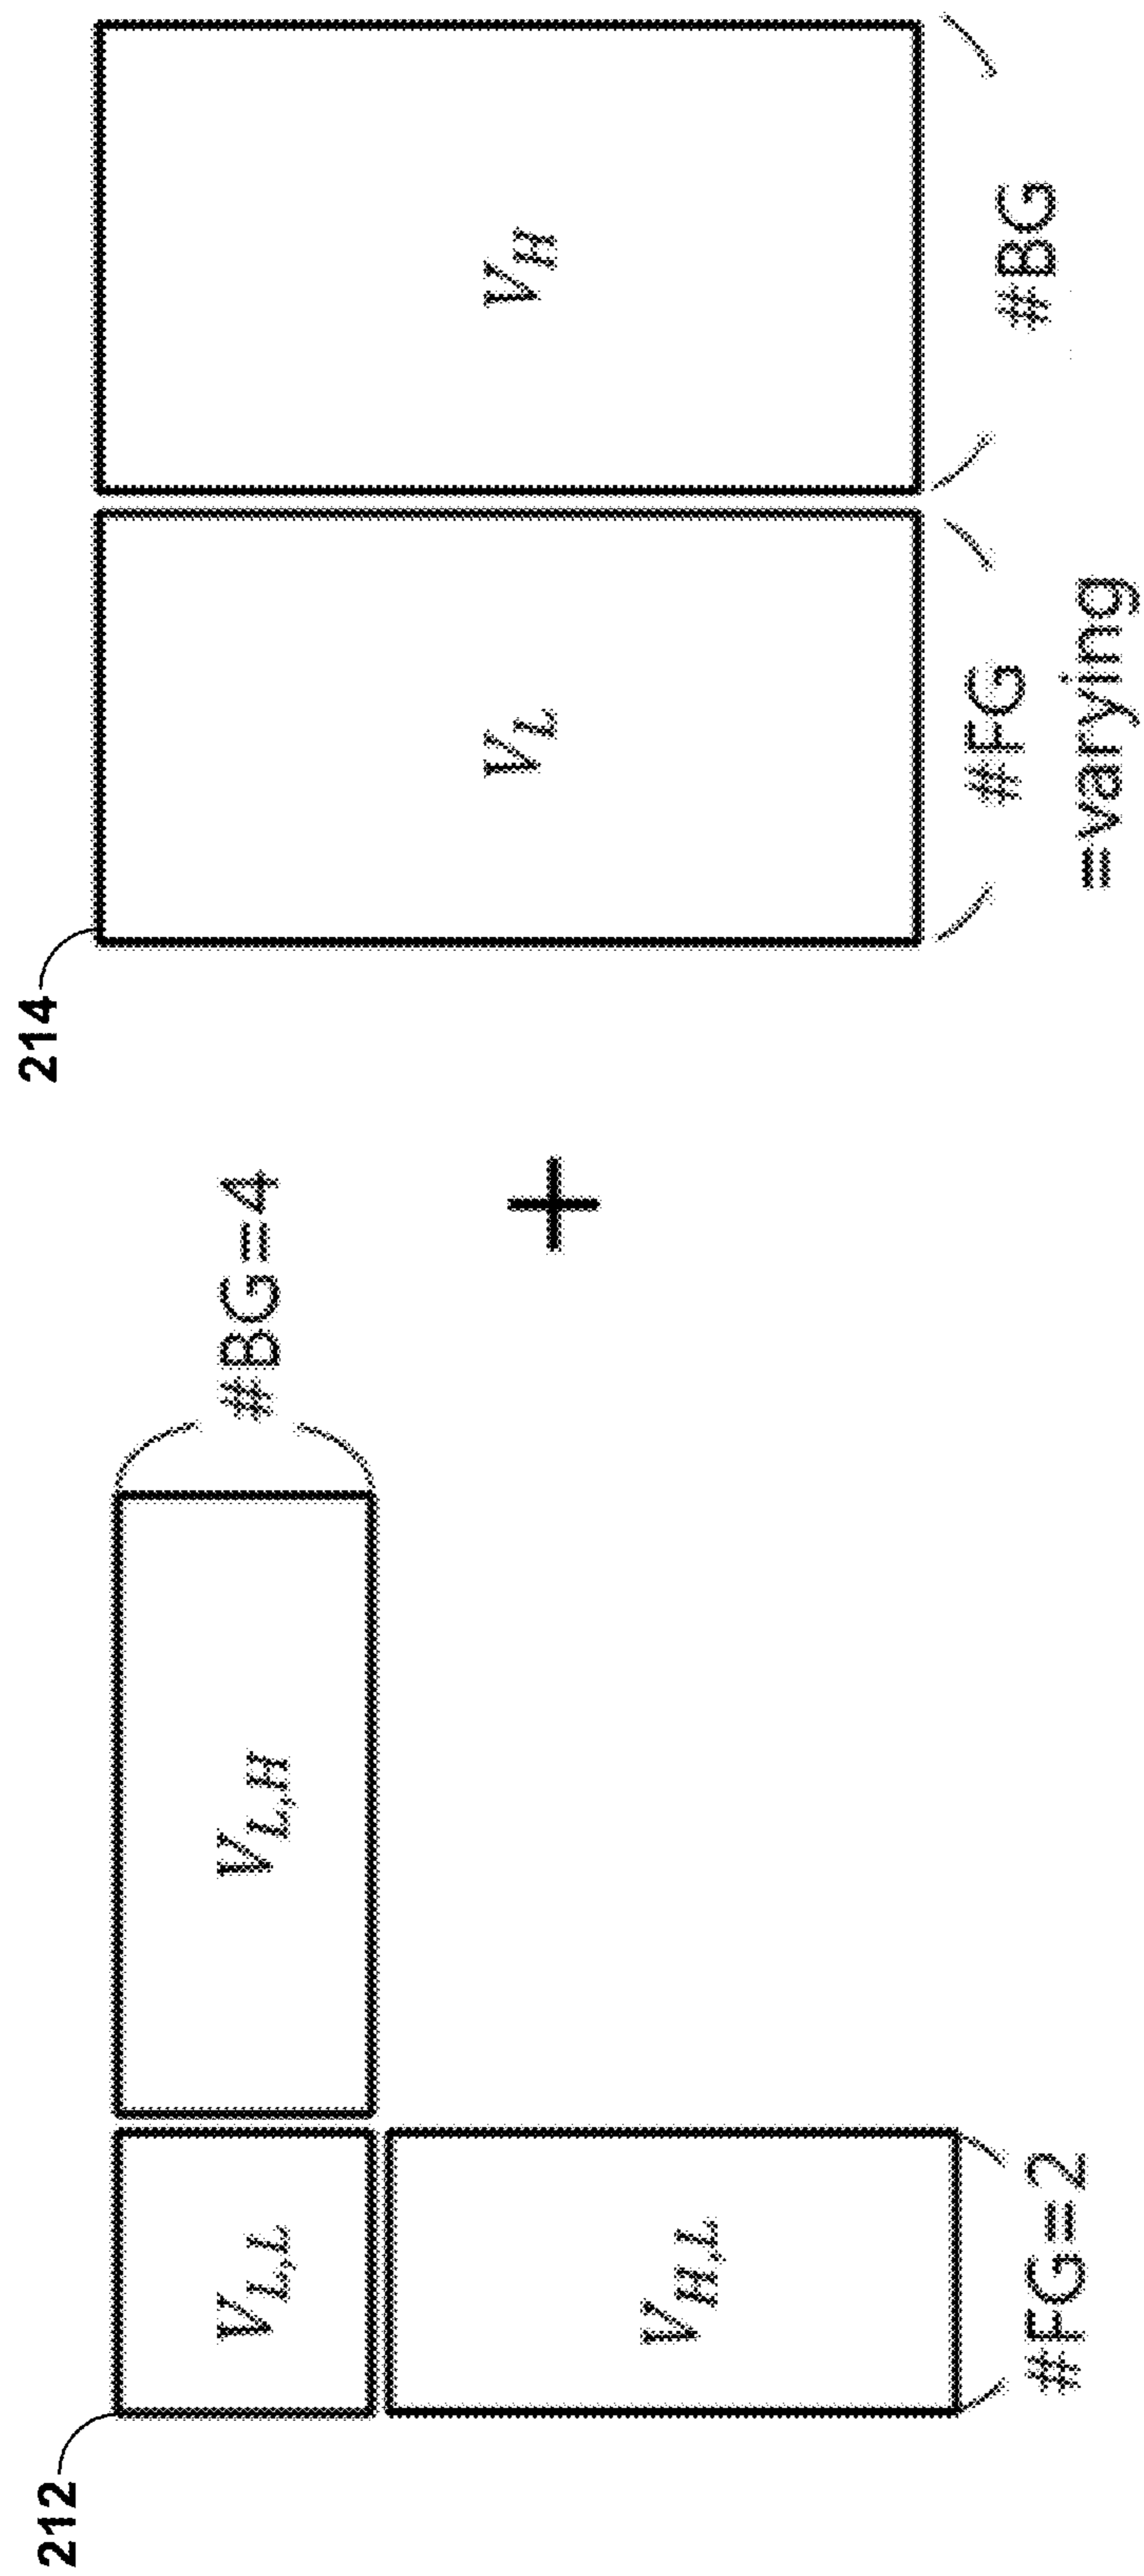 212
V_{L,L}
V_{L,H}
#BG=4
V_{H,L}
#FG=2
+
214
V_L
V_H
#FG
=varying
#BG